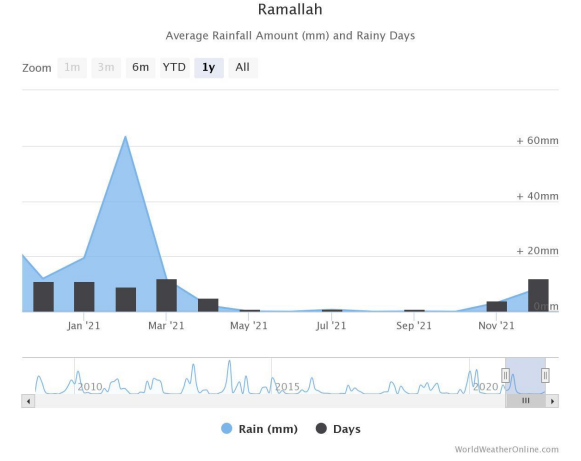 Ramallah
Average Rainfall Amount (mm) and Rainy Days
Zoom 1m 3m 6m YTD 1y All
+ 60mm
+ 40mm
+ 20mm
0mm
Jan '21 Mar '21 May '21 Jul '21 Sep '21 Nov '21
2010 2015 2020
Rain (mm) Days
WorldWeatherOnline.com